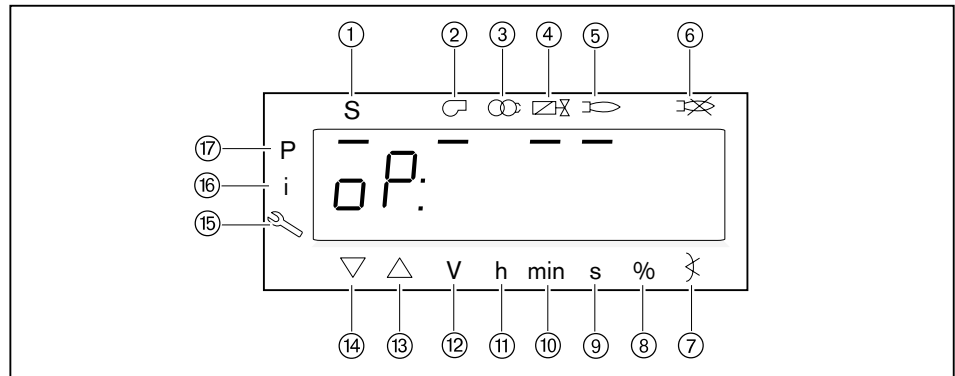 ① ② ③ ④ ⑤ ⑥
S
⑰ P
⑯ i
oP:
⑮
V h min s %
⑭ ⑬ ⑫ ⑪ ⑩ ⑨ ⑧ ⑦